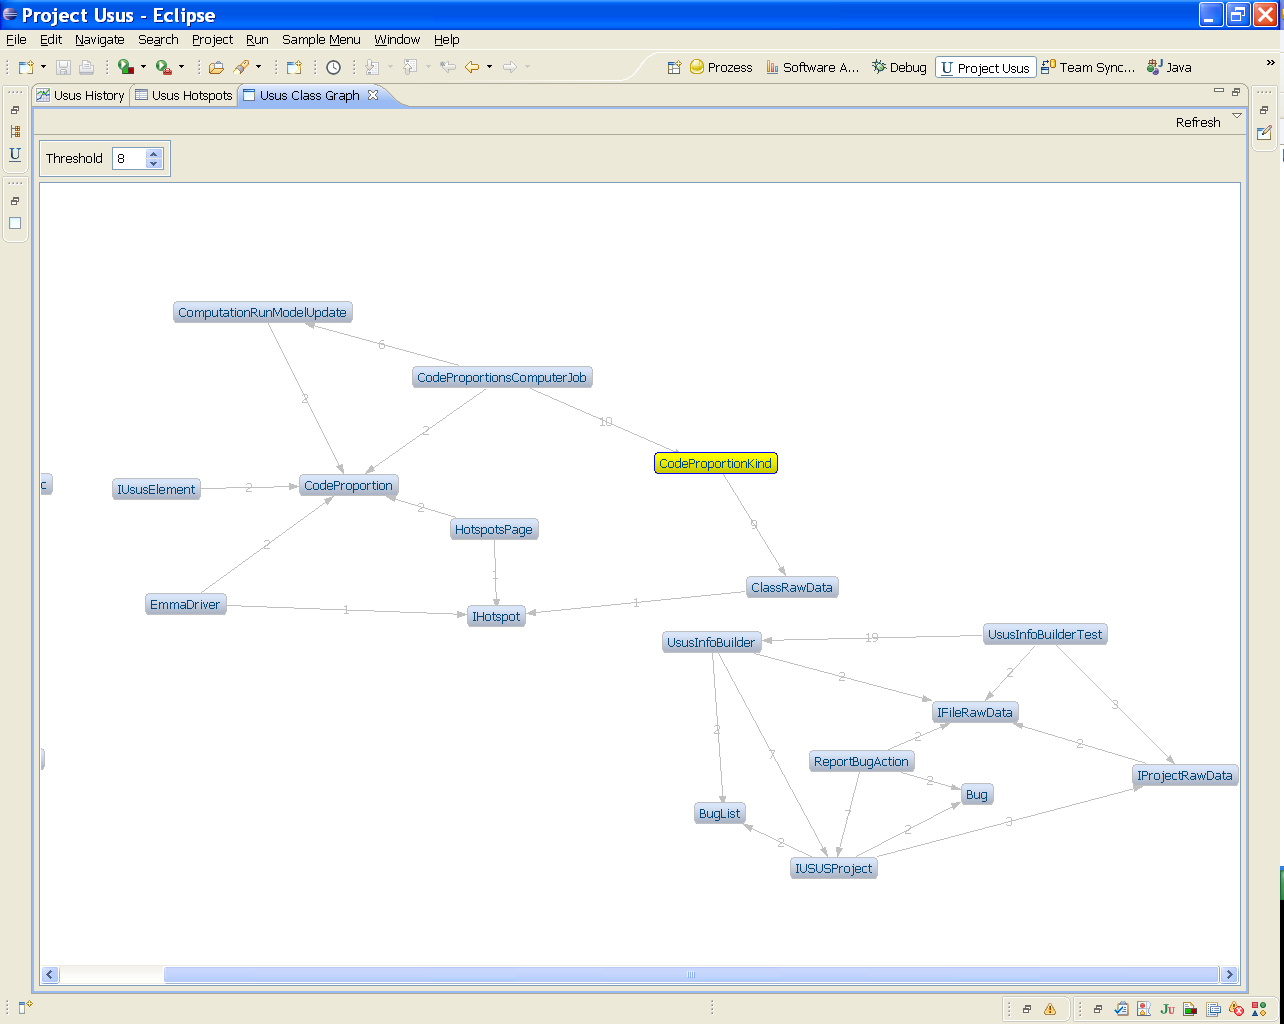 Project Usus - Eclipse
File Edit Navigate Search Project Run Sample Menu Window Help
Prozess Software A... Debug U Project Usus Team Sync... Java »
Usus History Usus Hotspots Usus Class Graph
Refresh
U
Threshold 8
ComputationRunModelUpdate
6
CodeProportionsComputerJob
2
10
2
CodeProportionKind
c
IUsusElement
2
CodeProportion
2
HotspotsPage
9
2
1
ClassRawData
EmmaDriver
1
IHotspot
1
UsusInfoBuilder
19
UsusInfoBuilderTest
2
2
3
IFileRawData
2
7
2
2
ReportBugAction
2
IProjectRawData
Bug
BugList
7
2
3
2
IUSUSProject
JU